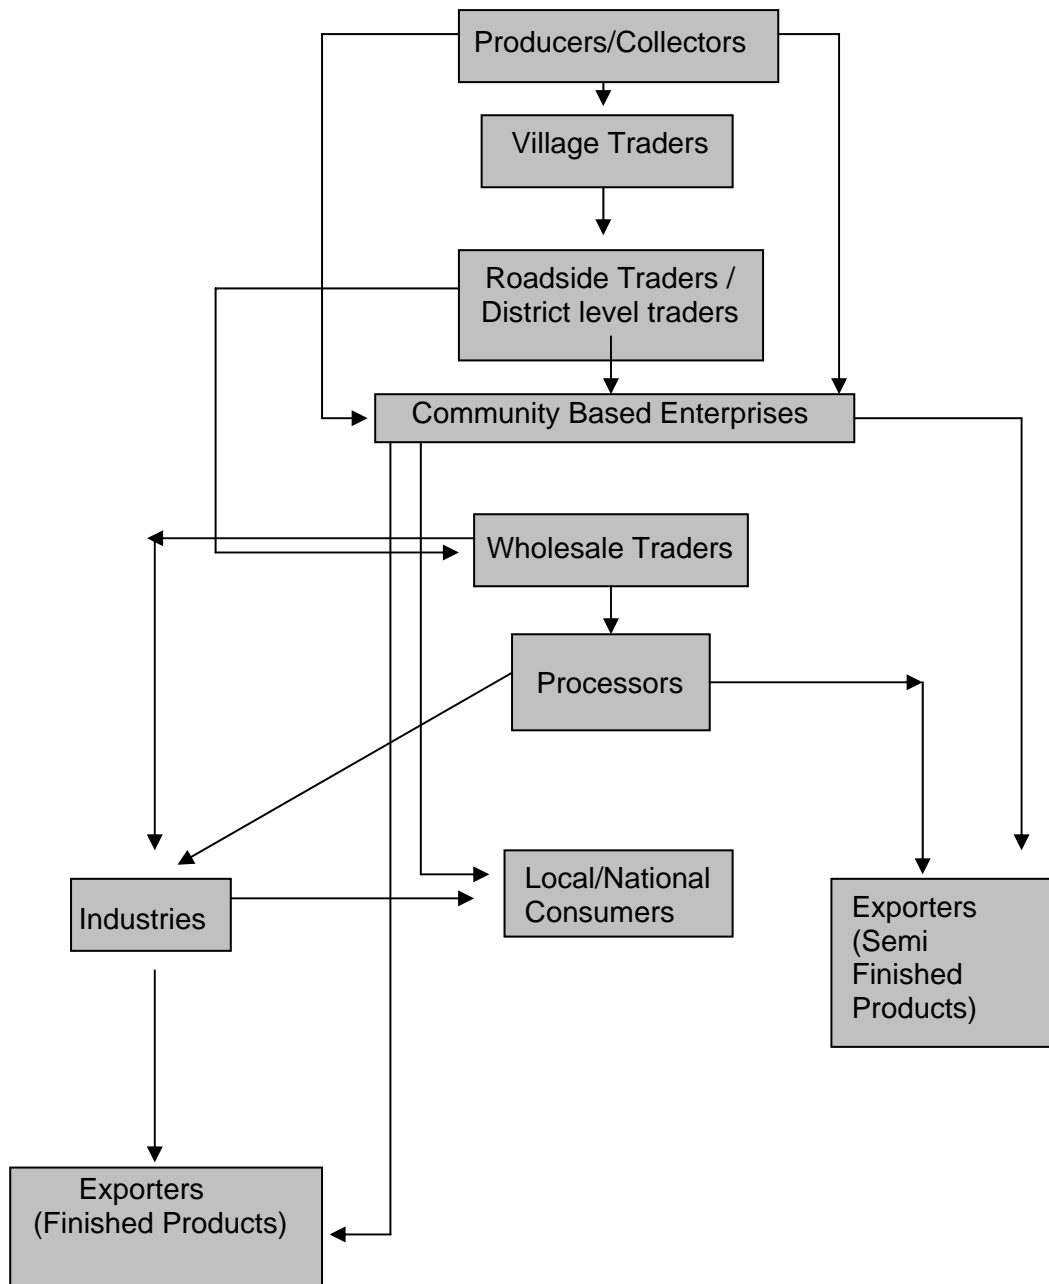 Producers/Collectors
Village Traders
Roadside Traders /
District level traders
Community Based Enterprises
Wholesale Traders
Processors
Industries
Local/National
Consumers
Exporters
(Semi
Finished
Products)
Exporters
(Finished Products)